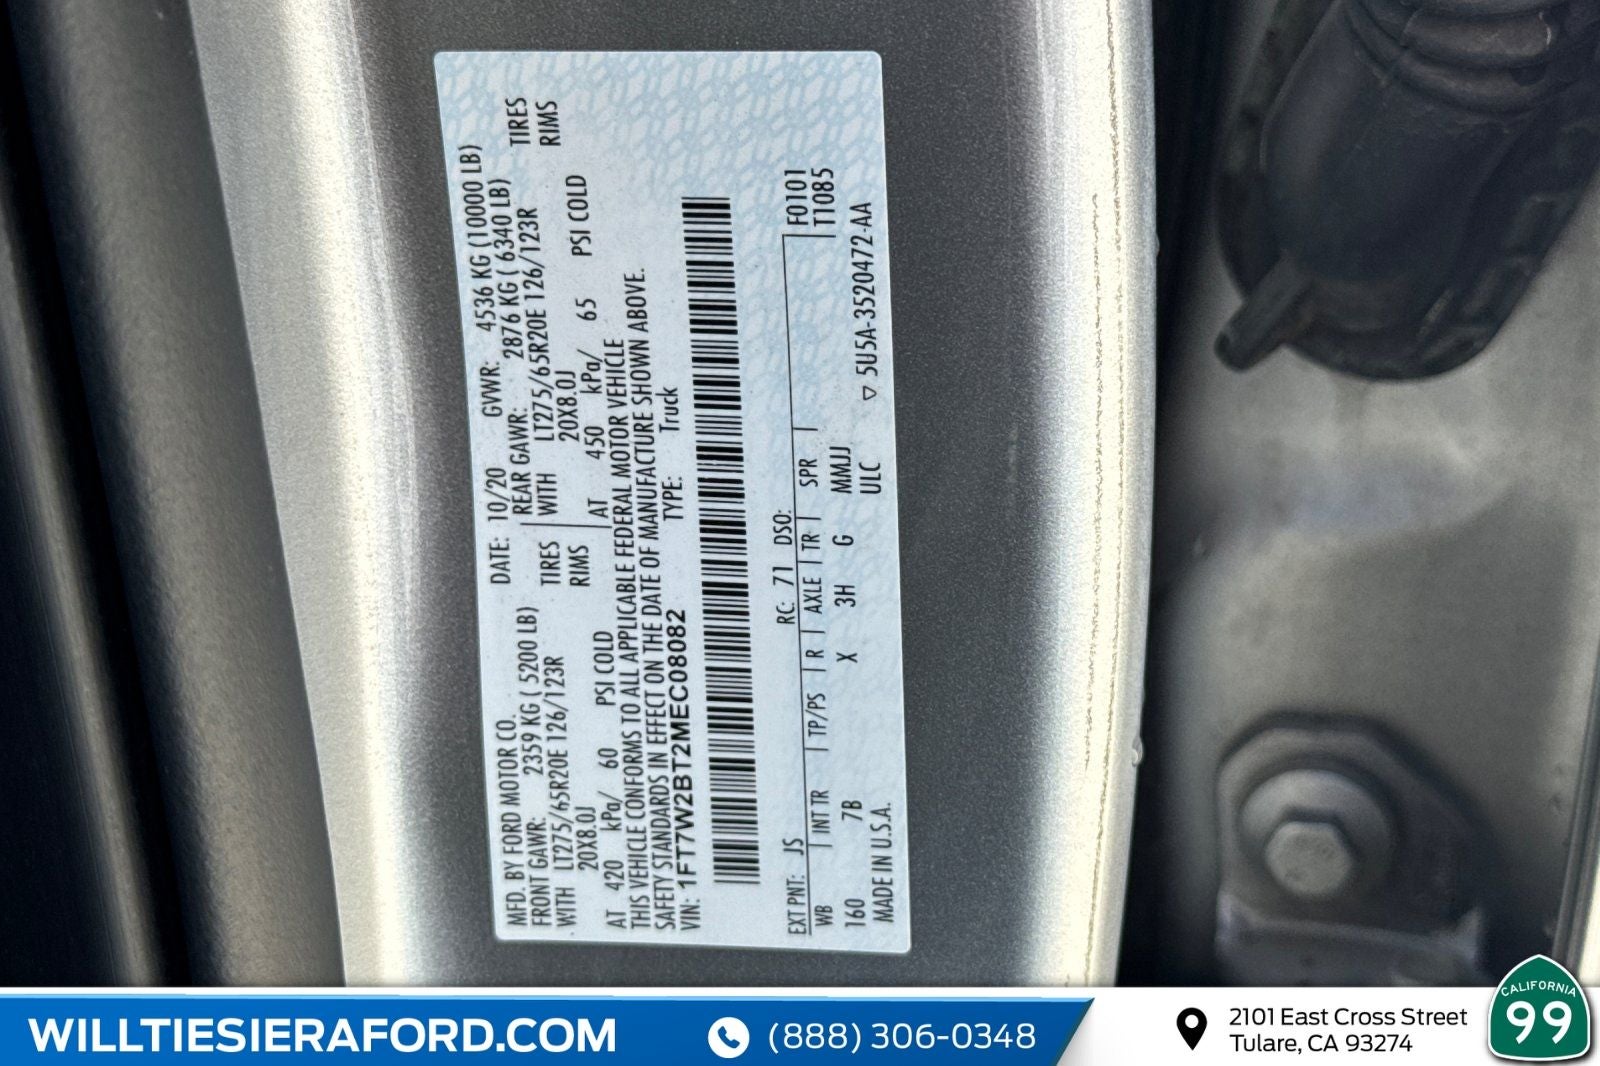 MFD. BY FORD MOTOR CO. DATE: 10/20 GVWR: 4536 KG (10000 LB)
FRONT GAWR: 2359 KG ( 5200 LB) REAR GAWR: 2876 KG ( 6340 LB)
WITH LT275/65R20E 126/123R TIRES WITH LT275/65R20E 126/123R TIRES
20X8.0J RIMS 20X8.0J RIMS
AT 420 kPa/ 60 PSI COLD AT 450 kPa/ 65 PSI COLD
THIS VEHICLE CONFORMS TO ALL APPLICABLE FEDERAL MOTOR VEHICLE
SAFETY STANDARDS IN EFFECT ON THE DATE OF MANUFACTURE SHOWN ABOVE.
VIN: 1FT7W2BT2MEC08082 TYPE: Truck
EXT PNT: JS RC: 71 DSO: F0101
WB INT TR TP/PS R AXLE TR SPR T1085
160 7B X 3H G MMJJ
MADE IN U.S.A. ULC ▽ 5U5A-3520472-AA
WILLTIESIERAFORD.COM
(888) 306-0348
2101 East Cross Street
Tulare, CA 93274
CALIFORNIA
99